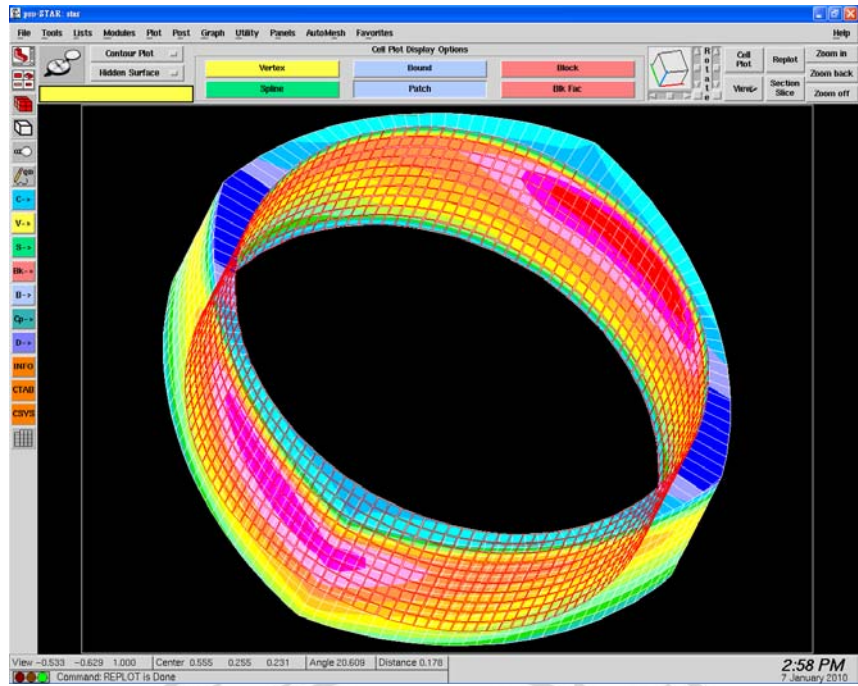 pro-STAR: star
File Tools Lists Modules Plot Post Graph Utility Panels AutoMesh Favorites Help
Contour Plot
Hidden Surface
Cell Plot Display Options
Vertex Bound Block
Spline Patch Blk Fac
Rotate
Cell Plot
Replot
Zoom in
Zoom back
View
Section Slice
Zoom off
C->
V->
S->
Bk->
B->
Cp->
D->
INFO
CTAB
CSYS
View -0.533 -0.629 1.000 Center 0.555 0.255 0.231 Angle 20.609 Distance 0.178
Command: REPLOT is Done
2:58 PM
7 January 2010